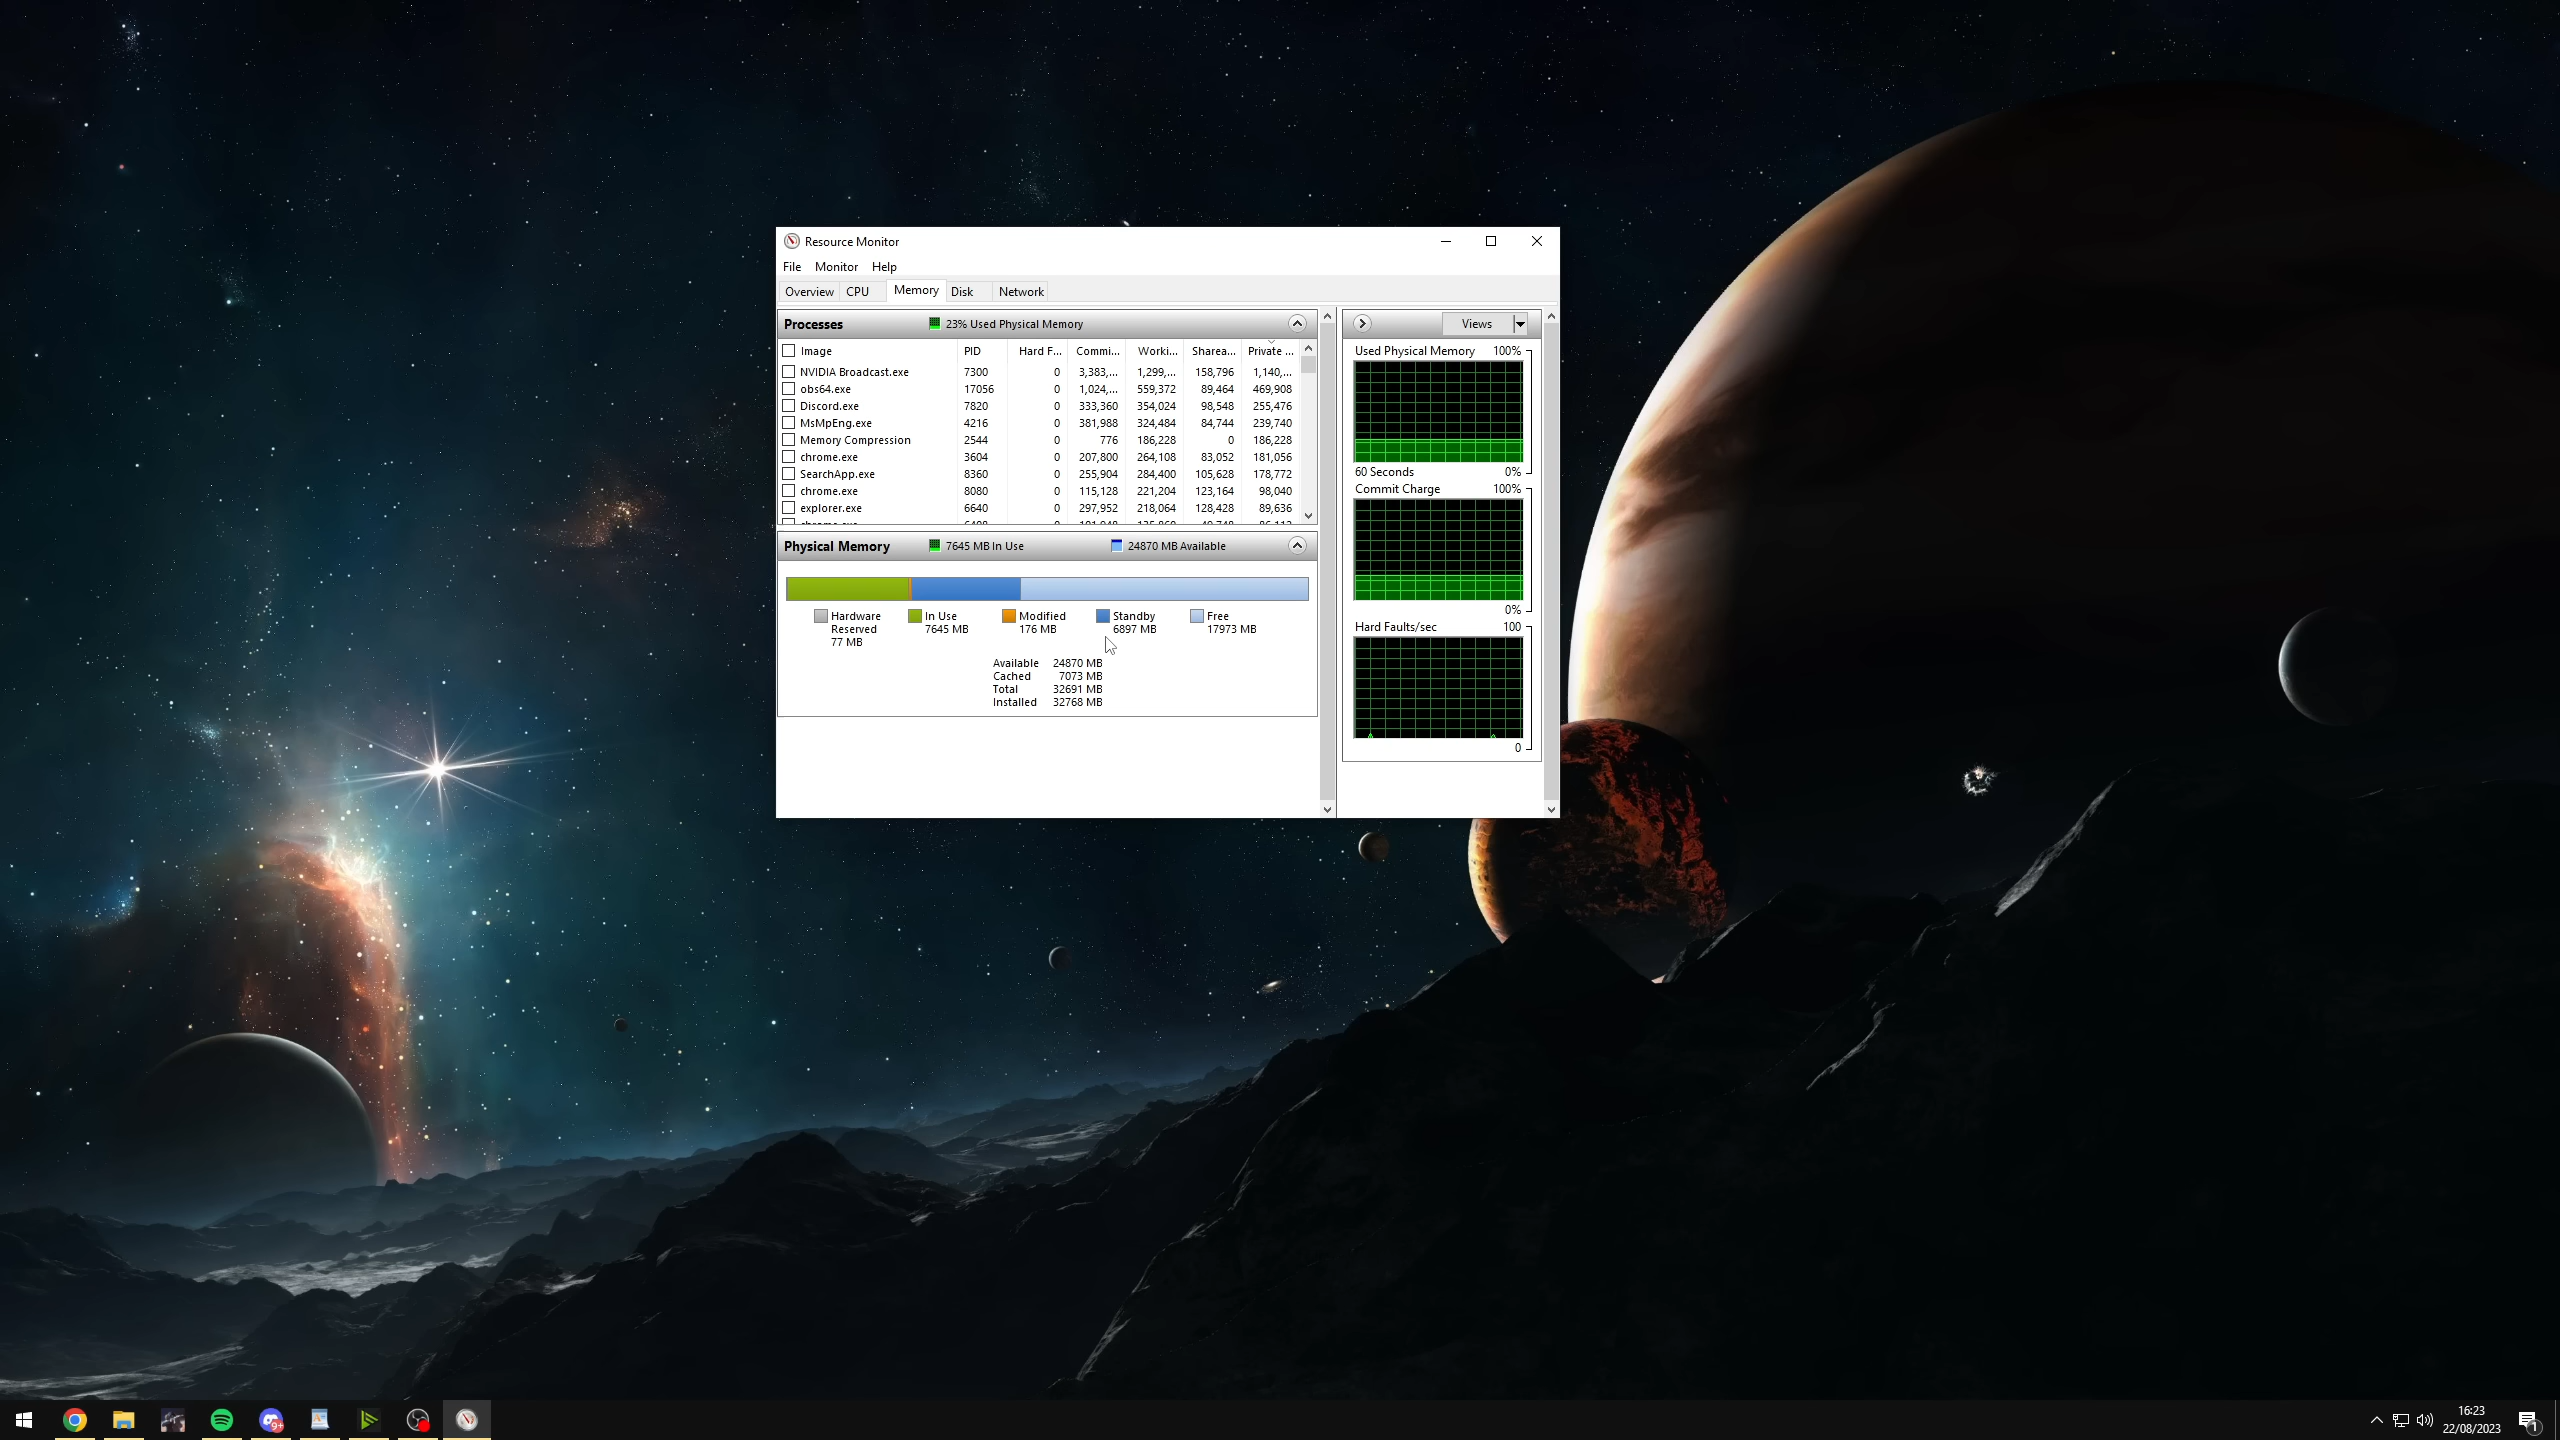 Resource Monitor
File Monitor Help
Overview CPU Memory Disk Network
Processes 23% Used Physical Memory
Image PID Hard F... Commi... Worki... Sharea... Private ...
NVIDIA Broadcast.exe 7300 0 3,383,... 1,299,... 158,796 1,140,...
obs64.exe 17056 0 1,024,... 559,372 89,464 469,908
Discord.exe 7820 0 333,360 354,024 98,548 255,476
MsMpEng.exe 4216 0 381,988 324,484 84,744 239,740
Memory Compression 2544 0 776 186,228 0 186,228
chrome.exe 3604 0 207,800 264,108 83,052 181,056
SearchApp.exe 8360 0 255,904 284,400 105,628 178,772
chrome.exe 8080 0 115,128 221,204 123,164 98,040
explorer.exe 6640 0 297,952 218,064 128,428 89,636
Physical Memory 7645 MB In Use 24870 MB Available
Hardware Reserved 77 MB
In Use 7645 MB
Modified 176 MB
Standby 6897 MB
Free 17973 MB
Available 24870 MB
Cached 7073 MB
Total 32691 MB
Installed 32768 MB
Views
Used Physical Memory 100%
60 Seconds 0%
Commit Charge 100%
0%
Hard Faults/sec 100
0
9+
16:23
22/08/2023
1